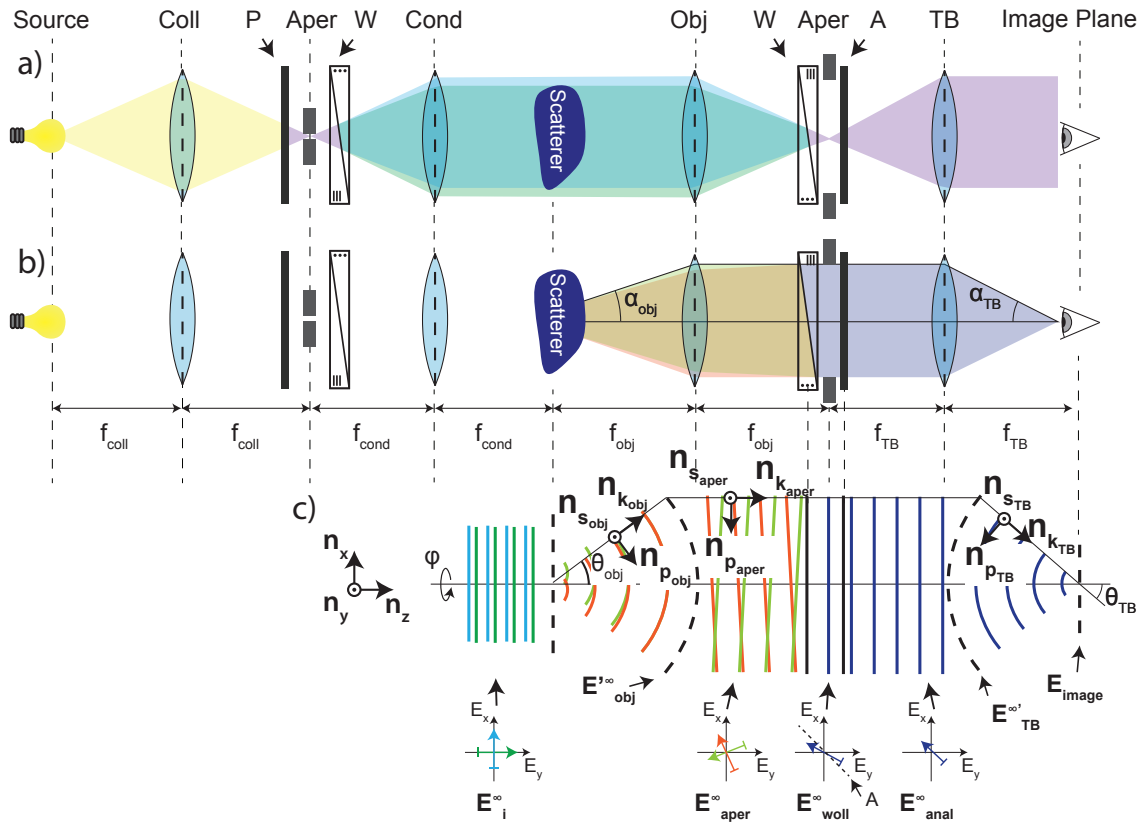 Source Coll P Aper W Cond Obj W Aper A TB Image Plane
a)
Scatterer
b)
Scatterer
α_obj α_TB
f_coll f_coll f_cond f_cond f_obj f_obj f_TB f_TB
c)
n_x
n_y n_z
φ
n_s_obj n_k_obj
n_p_obj
θ_obj
n_s_aper n_k_aper
n_p_aper
n_s_TB
n_k_TB
n_p_TB
θ_TB
E'^∞_obj
E^∞'_TB
E_image
E_x E_x E_x E_x
E_y E_y E_y E_y
A
E^∞_i E^∞_aper E^∞_woll E^∞_anal